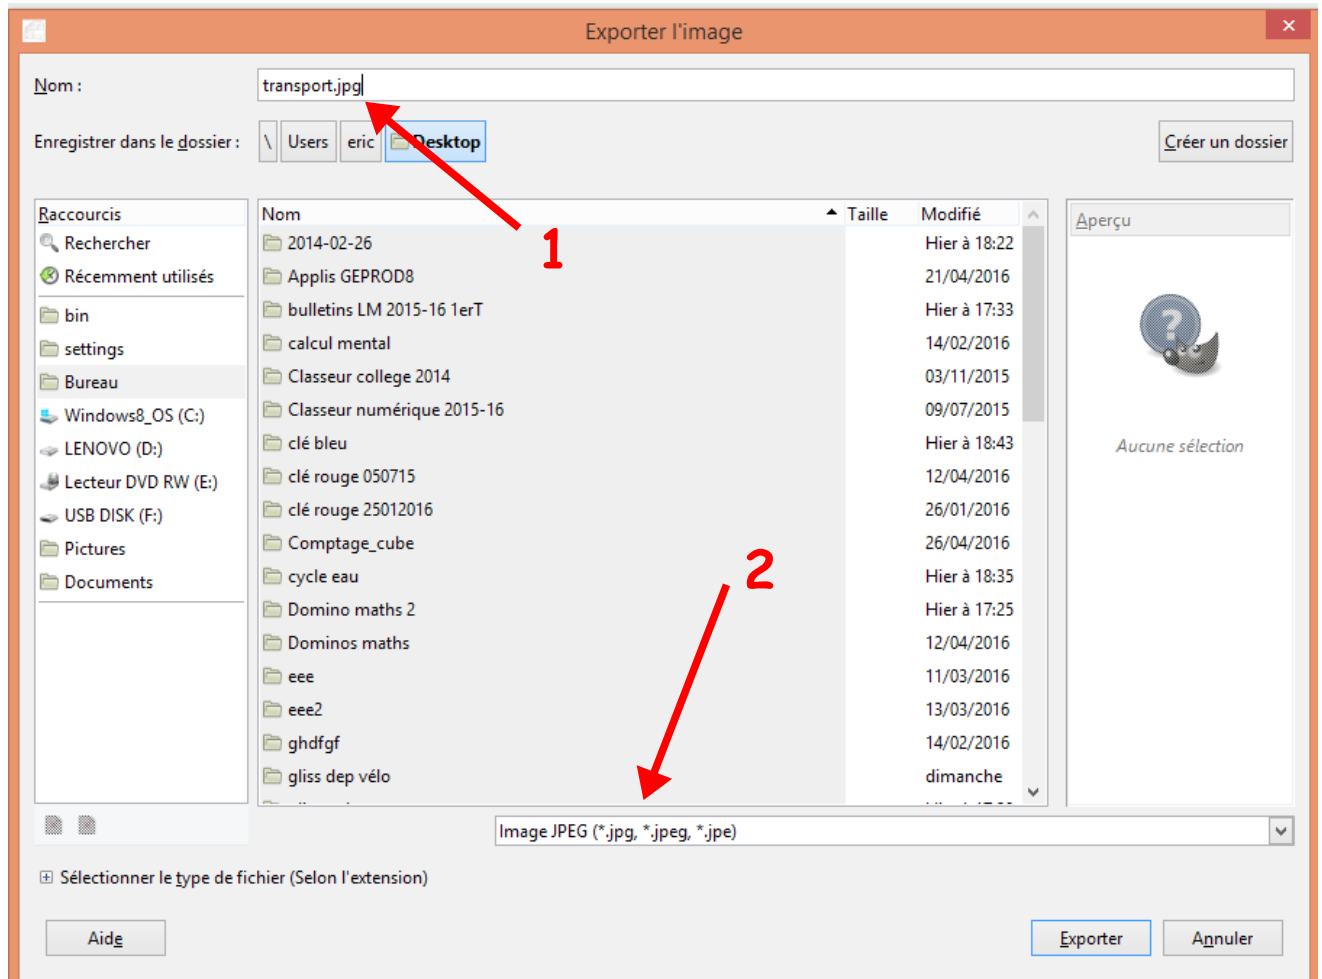 Exporter l'image
Nom :
transport.jpg
Enregistrer dans le dossier :
\ Users eric Desktop
Créer un dossier
1
Raccourcis
Rechercher
Récemment utilisés
bin
settings
Bureau
Windows8_OS (C:)
LENOVO (D:)
Lecteur DVD RW (E:)
USB DISK (F:)
Pictures
Documents
Nom Taille Modifié
2014-02-26 Hier à 18:22
Applis GEPROD8 21/04/2016
bulletins LM 2015-16 1erT Hier à 17:33
calcul mental 14/02/2016
Classeur college 2014 03/11/2015
Classeur numérique 2015-16 09/07/2015
clé bleu Hier à 18:43
clé rouge 050715 12/04/2016
clé rouge 25012016 26/01/2016
Comptage_cube 26/04/2016
cycle eau Hier à 18:35
Domino maths 2 Hier à 17:25
Dominos maths 12/04/2016
eee 11/03/2016
eee2 13/03/2016
ghdfgf 14/02/2016
gliss dep vélo dimanche
2
Aperçu
?
Aucune sélection
Image JPEG (*.jpg, *.jpeg, *.jpe)
Sélectionner le type de fichier (Selon l'extension)
Aide
Exporter
Annuler